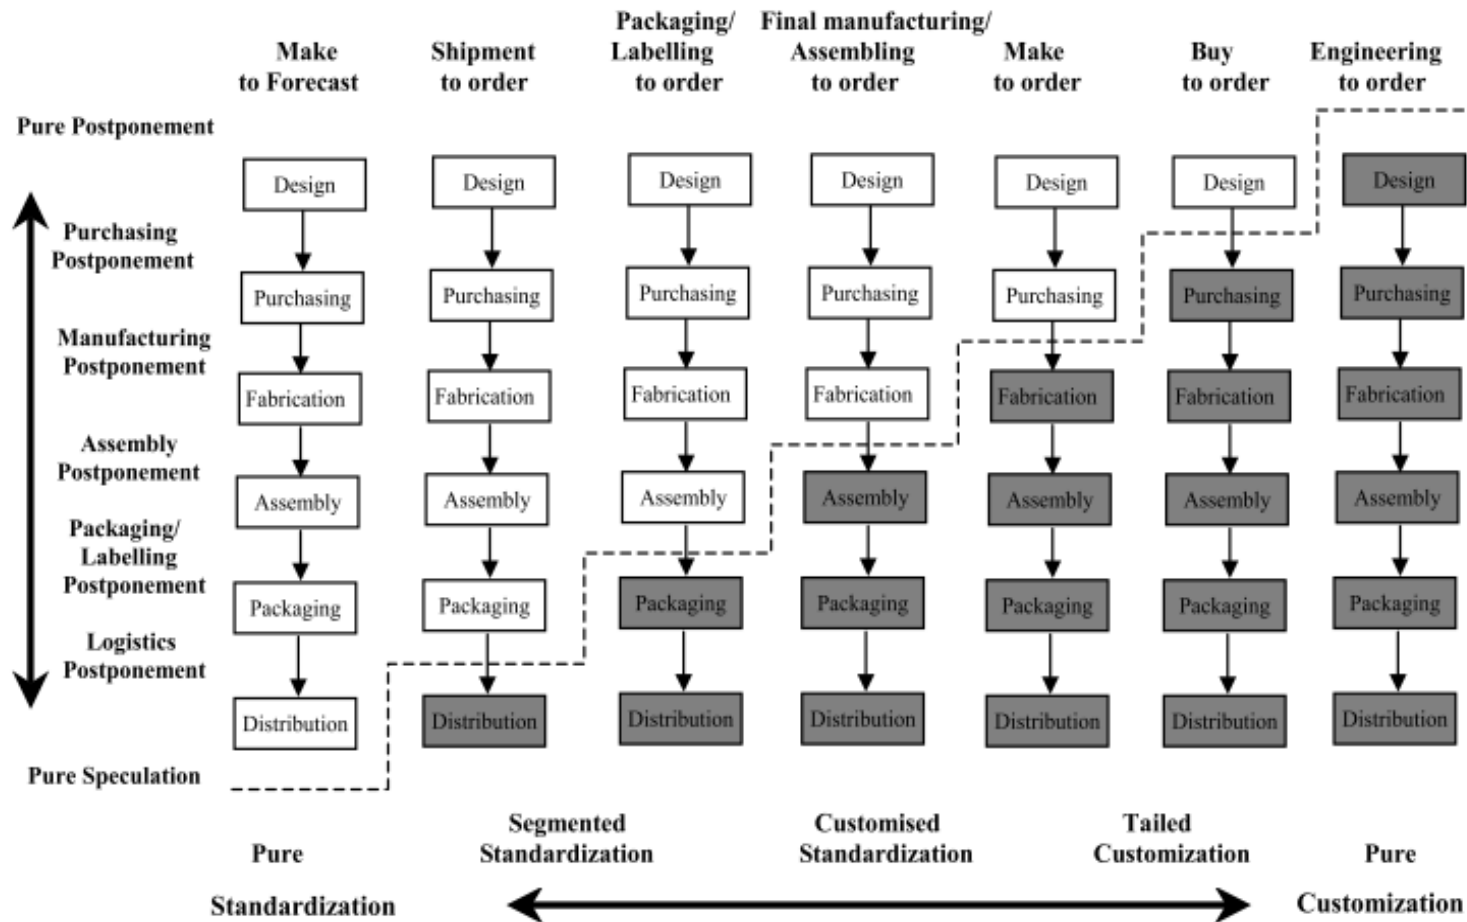 Packaging/ Final manufacturing/
Make Shipment Labelling Assembling Make Buy Engineering
to Forecast to order to order to order to order to order to order
Pure Postponement
Design Design Design Design Design Design Design
Purchasing
Postponement
Purchasing Purchasing Purchasing Purchasing Purchasing Purchasing Purchasing
Manufacturing
Postponement
Fabrication Fabrication Fabrication Fabrication Fabrication Fabrication Fabrication
Assembly
Postponement
Assembly Assembly Assembly Assembly Assembly Assembly Assembly
Packaging/
Labelling
Postponement
Packaging Packaging Packaging Packaging Packaging Packaging Packaging
Logistics
Postponement
Distribution Distribution Distribution Distribution Distribution Distribution Distribution
Pure Speculation
Segmented Customised Tailed
Pure Standardization Standardization Customization Pure
Standardization Customization